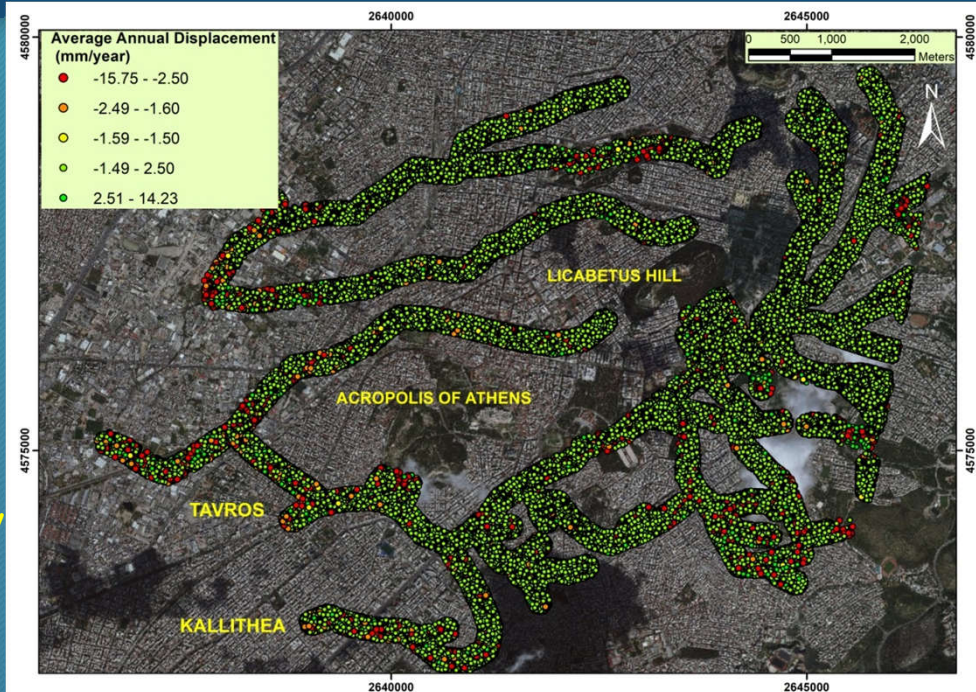 2640000
2645000
4580000
4580000
Average Annual Displacement
(mm/year)
-15.75 - -2.50
-2.49 - -1.60
-1.59 - -1.50
-1.49 - 2.50
2.51 - 14.23
0 500 1,000 2,000
Meters
N
LICABETUS HILL
ACROPOLIS OF ATHENS
4575000
4575000
TAVROS
KALLITHEA
2640000
2645000